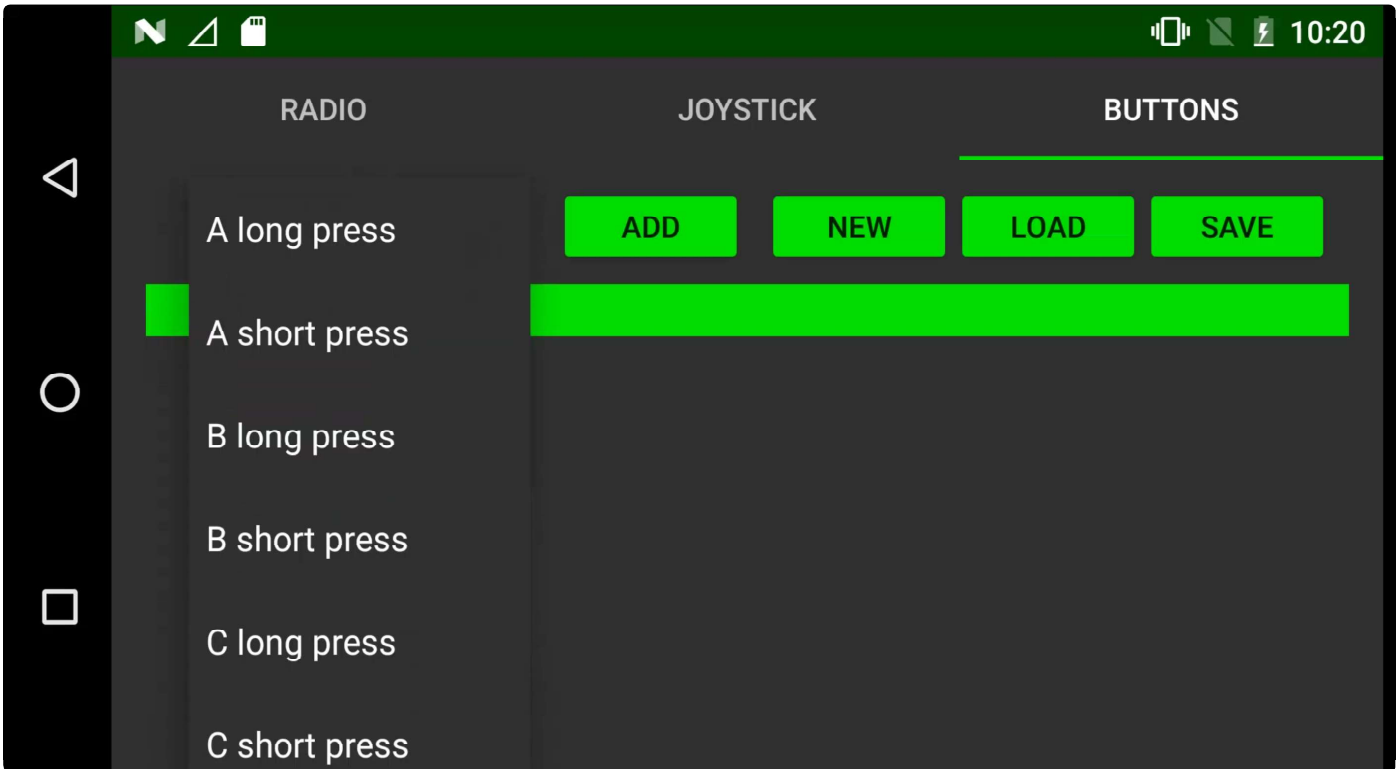 10:20
RADIO JOYSTICK BUTTONS
A long press
ADD NEW LOAD SAVE
A short press
B long press
B short press
C long press
C short press